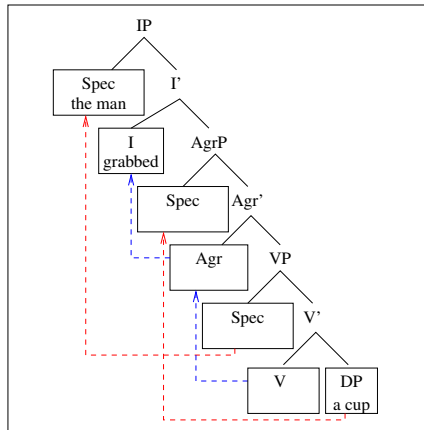 IP
Spec
the man
I'
I
grabbed
AgrP
Spec
Agr'
Agr
VP
Spec
V'
V
DP
a cup